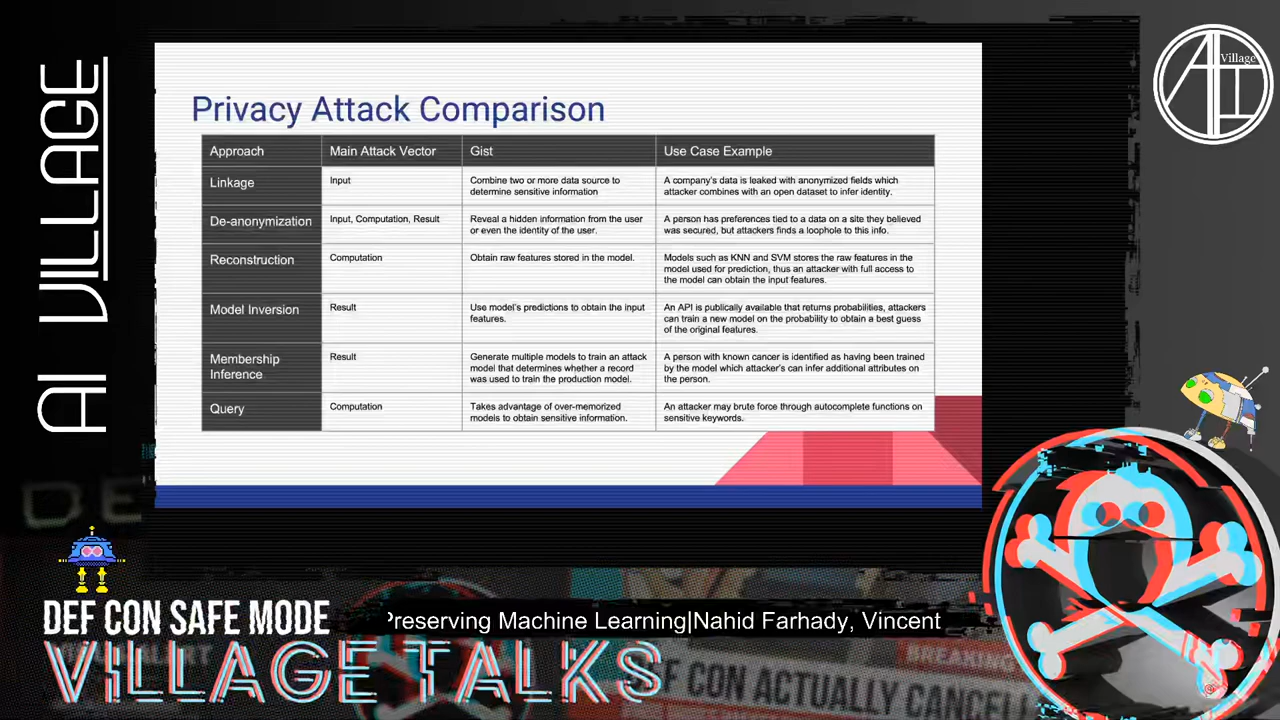 AI VILLAGE
Village
Privacy Attack Comparison
Approach
Main Attack Vector
Gist
Use Case Example
Linkage
Input
Combine two or more data source to
determine sensitive information
A company's data is leaked with anonymized fields which
attacker combines with an open dataset to infer identity.
De-anonymization
Input, Computation, Result
Reveal a hidden information from the user
or even the identity of the user.
A person has preferences tied to a data on a site they believed
was secured, but attackers finds a loophole to this info.
Reconstruction
Computation
Obtain raw features stored in the model.
Models such as KNN and SVM stores the raw features in the
model used for prediction, thus an attacker with full access to
the model can obtain the input features.
Model Inversion
Result
Use model's predictions to obtain the input
features.
An API is publically available that returns probabilities, attackers
can train a new model on the probability to obtain a best guess
of the original features.
Membership
Inference
Result
Generate multiple models to train an attack
model that determines whether a record
was used to train the production model.
A person with known cancer is identified as having been trained
by the model which attacker's can infer additional attributes on
the person.
Query
Computation
Takes advantage of over-memorized
models to obtain sensitive information.
An attacker may brute force through autocomplete functions on
sensitive keywords.
DEF CON SAFE MODE
Preserving Machine Learning|Nahid Farhady, Vincent
VILLAGE TALKS
BREAKING
DEF CON ACTUALLY